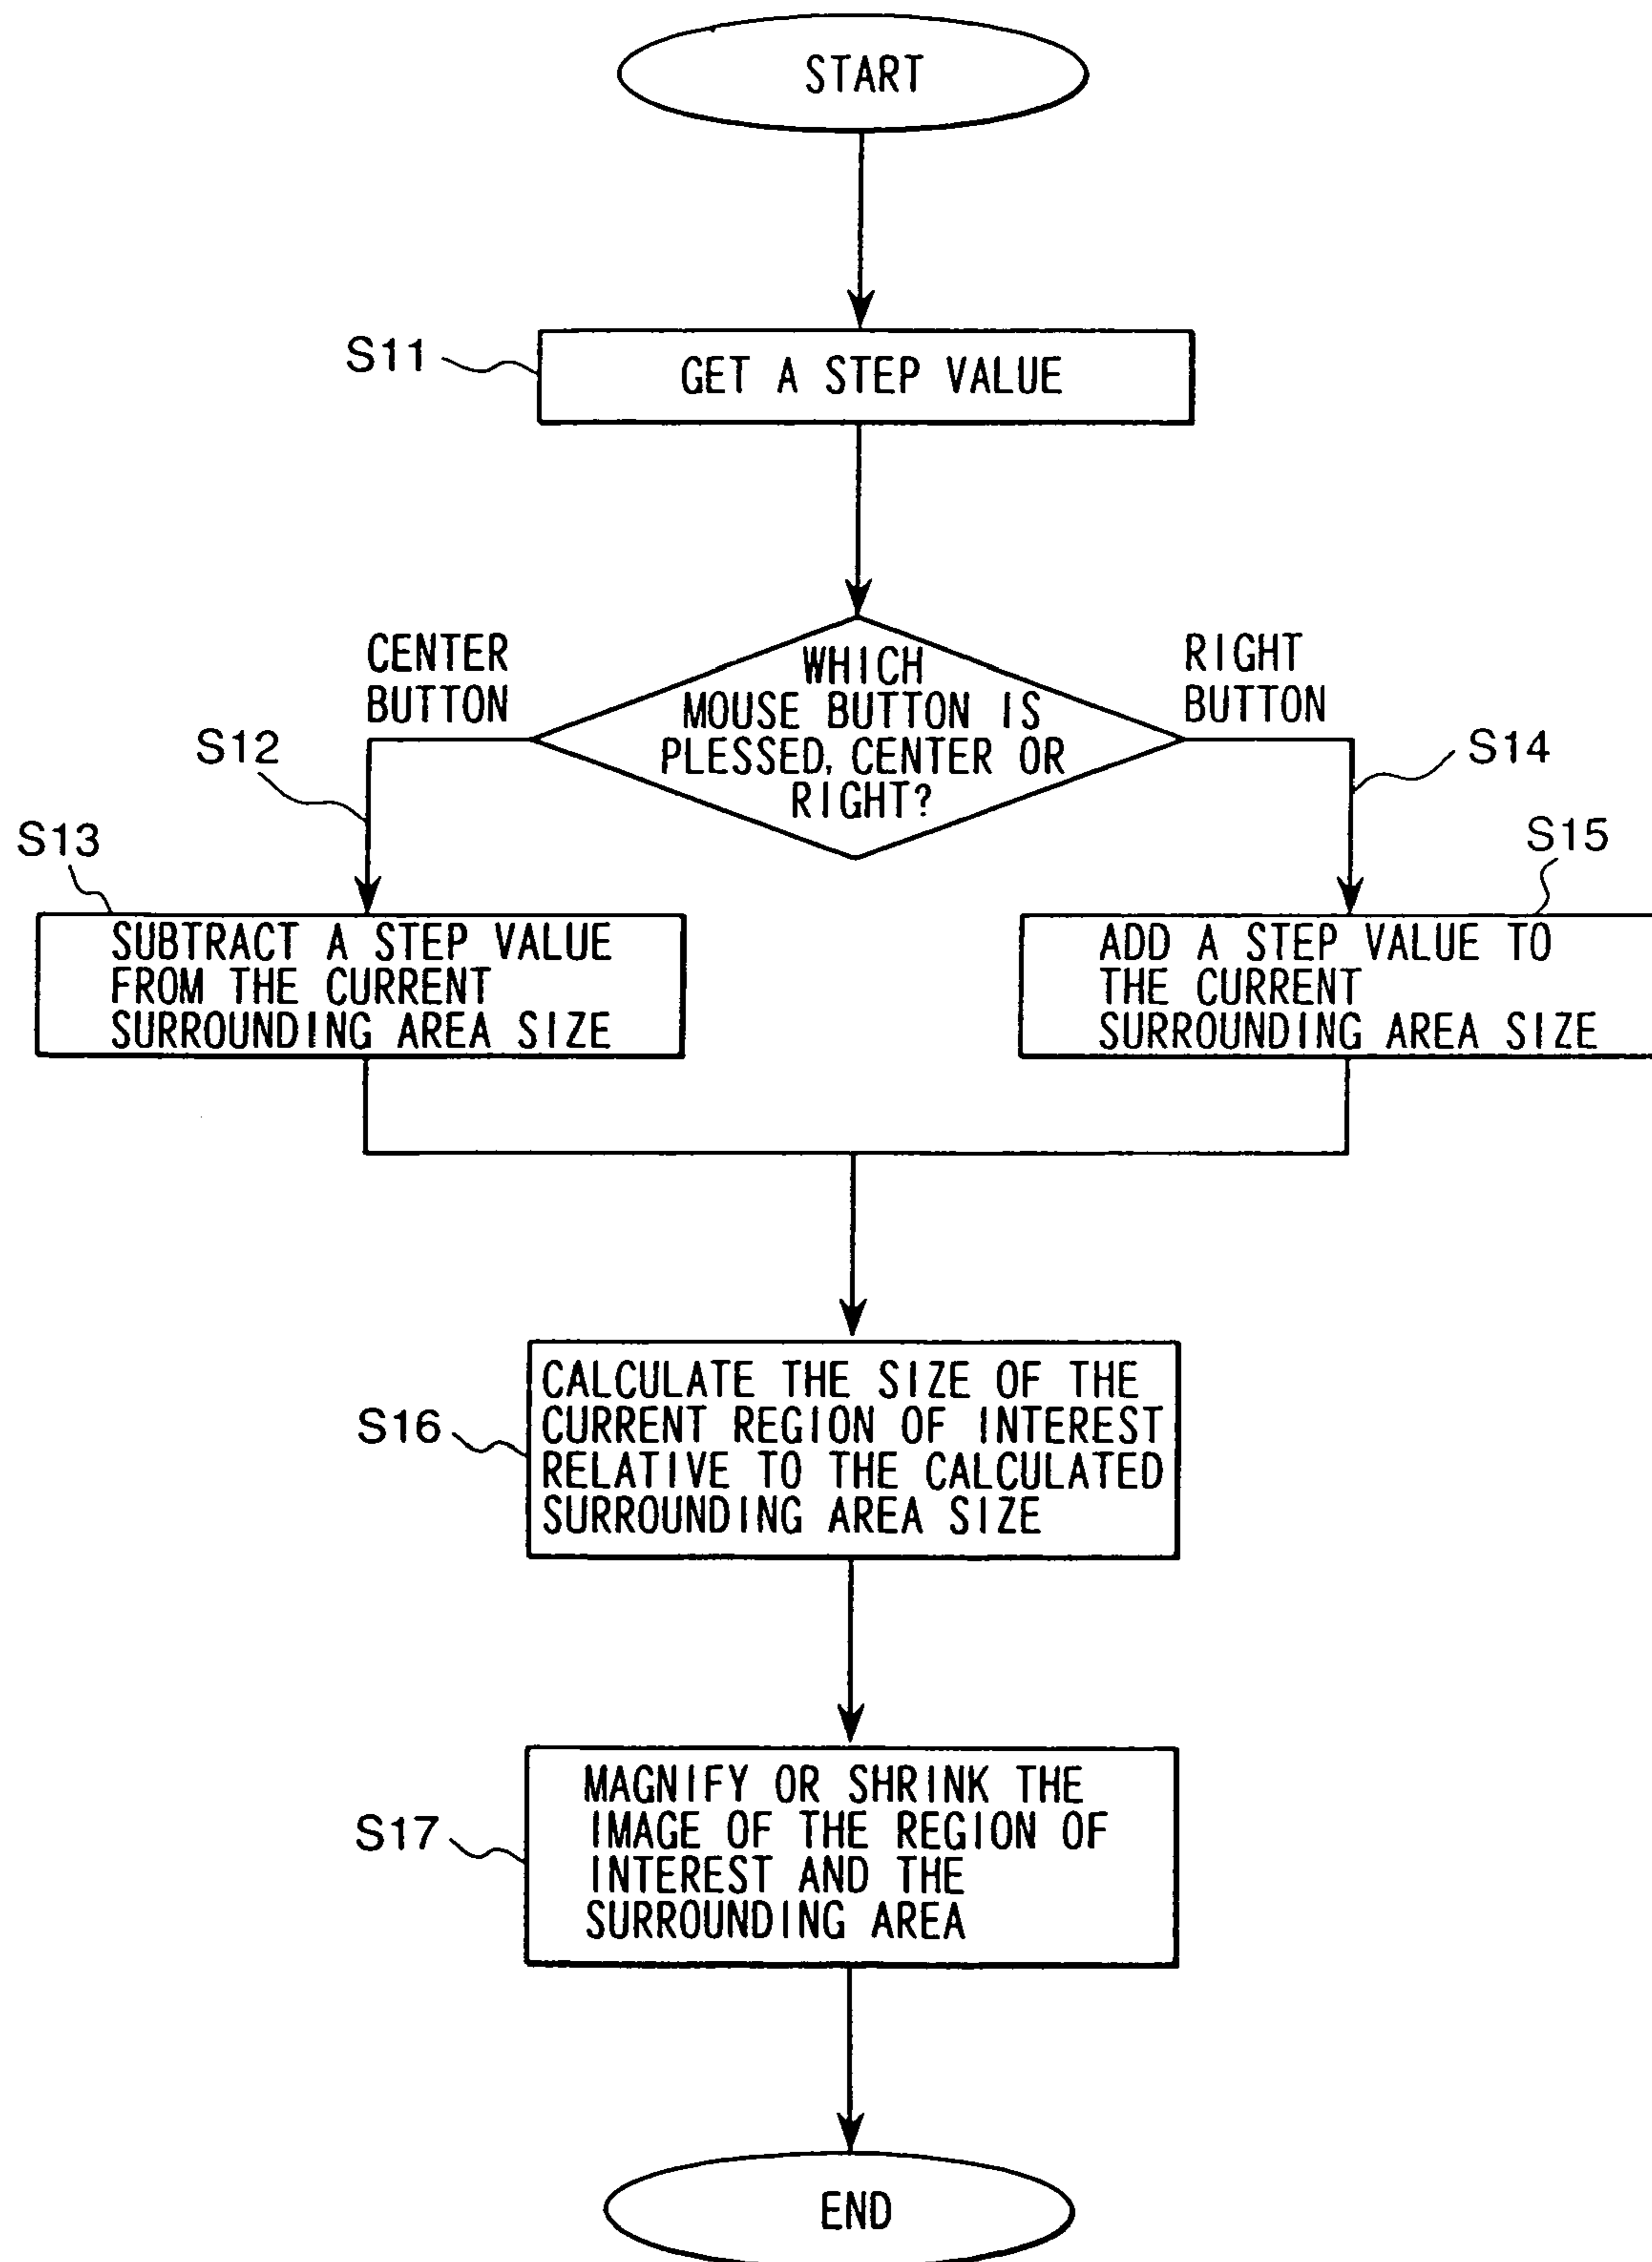 START
S11
GET A STEP VALUE
CENTER
BUTTON
WHICH
MOUSE BUTTON IS
PLESSED, CENTER OR
RIGHT?
RIGHT
BUTTON
S12
S14
S13
S15
SUBTRACT A STEP VALUE
FROM THE CURRENT
SURROUNDING AREA SIZE
ADD A STEP VALUE TO
THE CURRENT
SURROUNDING AREA SIZE
S16
CALCULATE THE SIZE OF THE
CURRENT REGION OF INTEREST
RELATIVE TO THE CALCULATED
SURROUNDING AREA SIZE
S17
MAGNIFY OR SHRINK THE
IMAGE OF THE REGION OF
INTEREST AND THE
SURROUNDING AREA
END